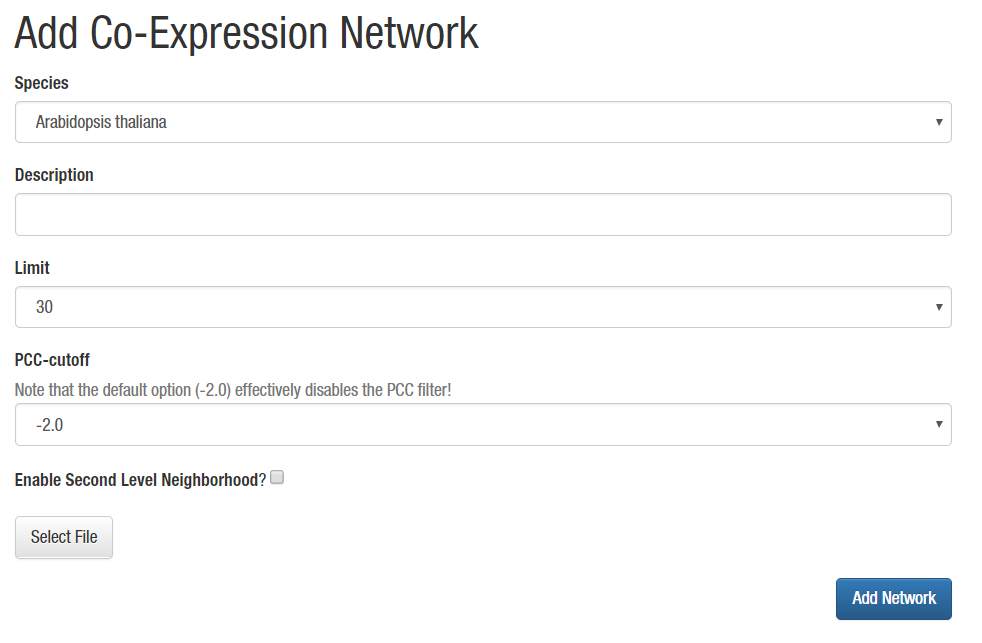 Add Co-Expression Network
Species
Arabidopsis thaliana
Description
Limit
30
PCC-cutoff
Note that the default option (-2.0) effectively disables the PCC filter!
-2.0
Enable Second Level Neighborhood?
Select File
Add Network